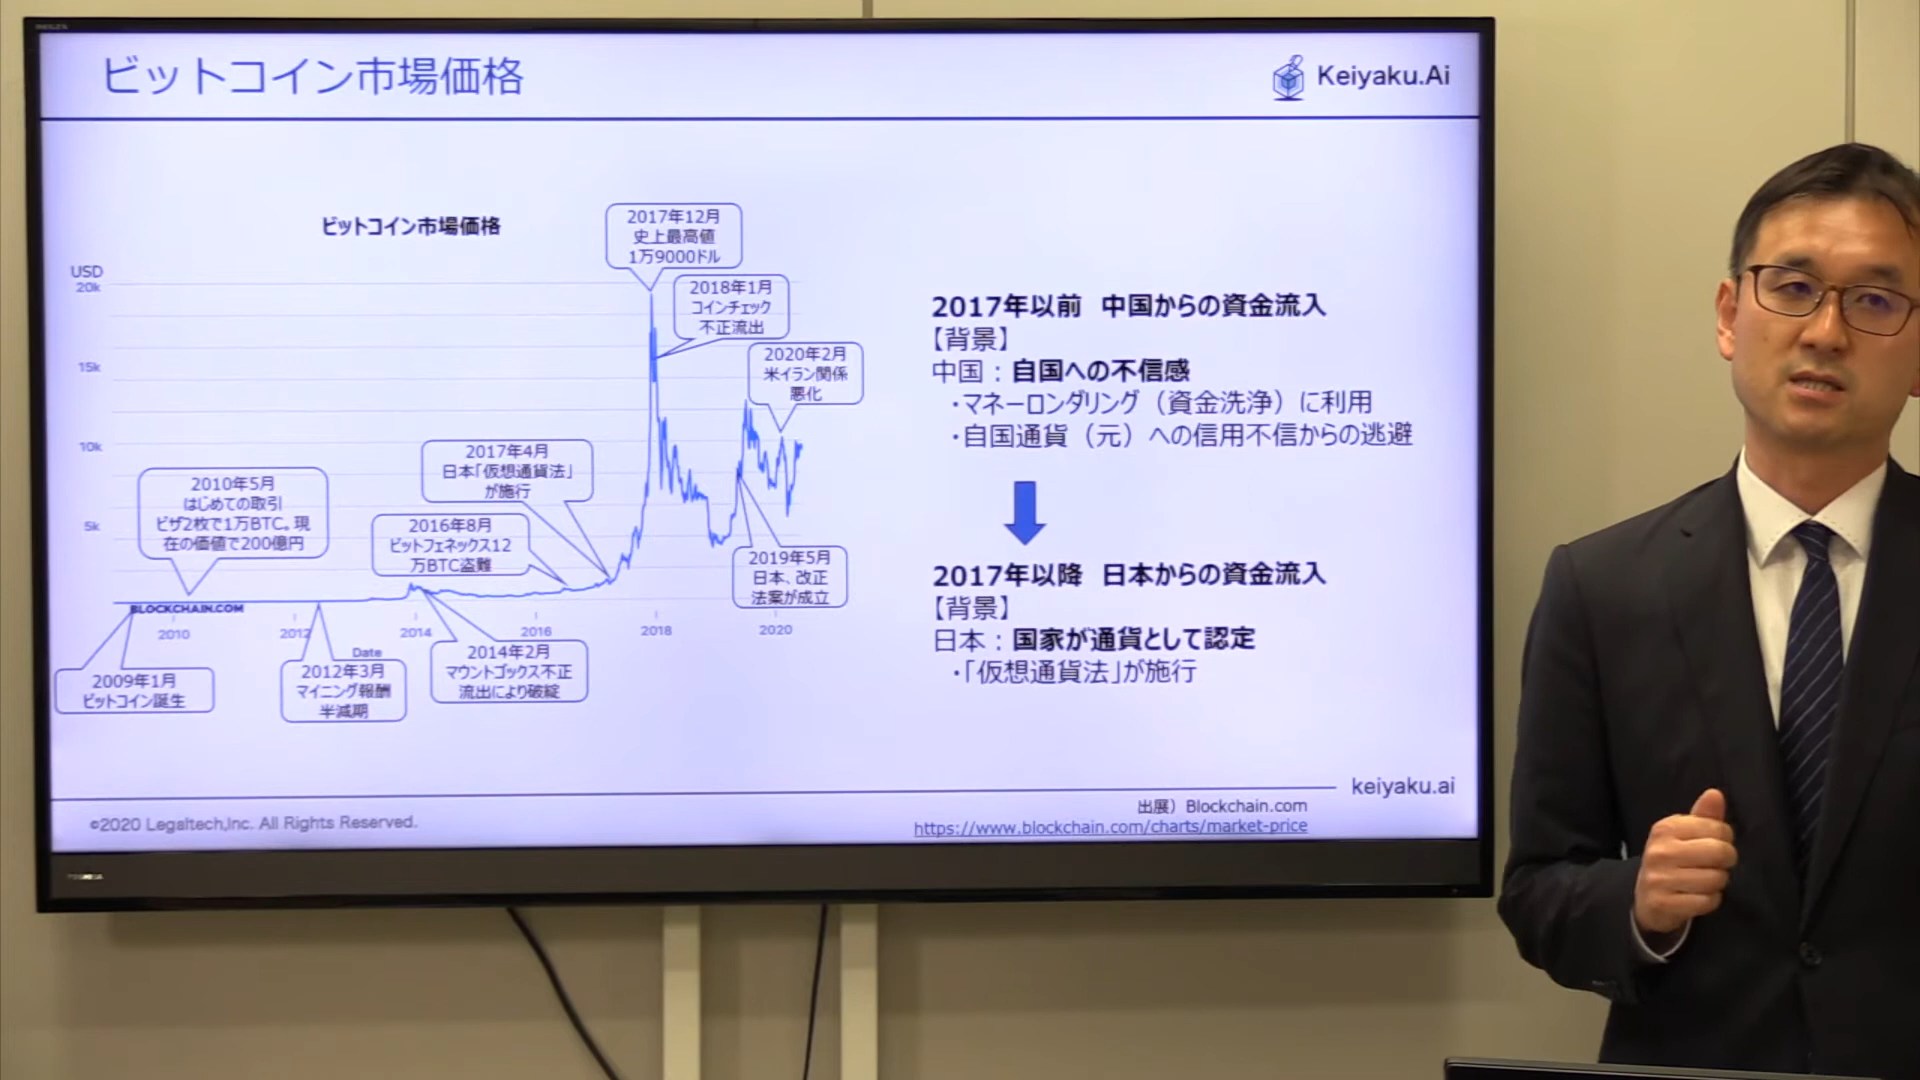 ビットコイン市場価格
Keiyaku.Ai
ビットコイン市場価格
USD
20k
15k
10k
5k
2017年12月
史上最高値
1万9000ドル
2018年1月
コインチェック
不正流出
2020年2月
米イラン関係
悪化
2017年4月
日本「仮想通貨法」
が施行
2010年5月
はじめての取引
ピザ2枚で1万BTC。現
在の価値で200億円
2016年8月
ビットフェネックス12
万BTC盗難
2019年5月
日本、改正
法案が成立
BLOCKCHAIN.COM
2010
2012
2014
2016
2018
2020
Date
2009年1月
ビットコイン誕生
2012年3月
マイニング報酬
半減期
2014年2月
マウントゴックス不正
流出により破綻
2017年以前 中国からの資金流入
【背景】
中国：自国への不信感
・マネーロンダリング（資金洗浄）に利用
・自国通貨（元）への信用不信からの逃避
2017年以降 日本からの資金流入
【背景】
日本：国家が通貨として認定
・「仮想通貨法」が施行
keiyaku.ai
出展）Blockchain.com
https://www.blockchain.com/charts/market-price
©2020 Legaltech,Inc. All Rights Reserved.
TOSHIBA